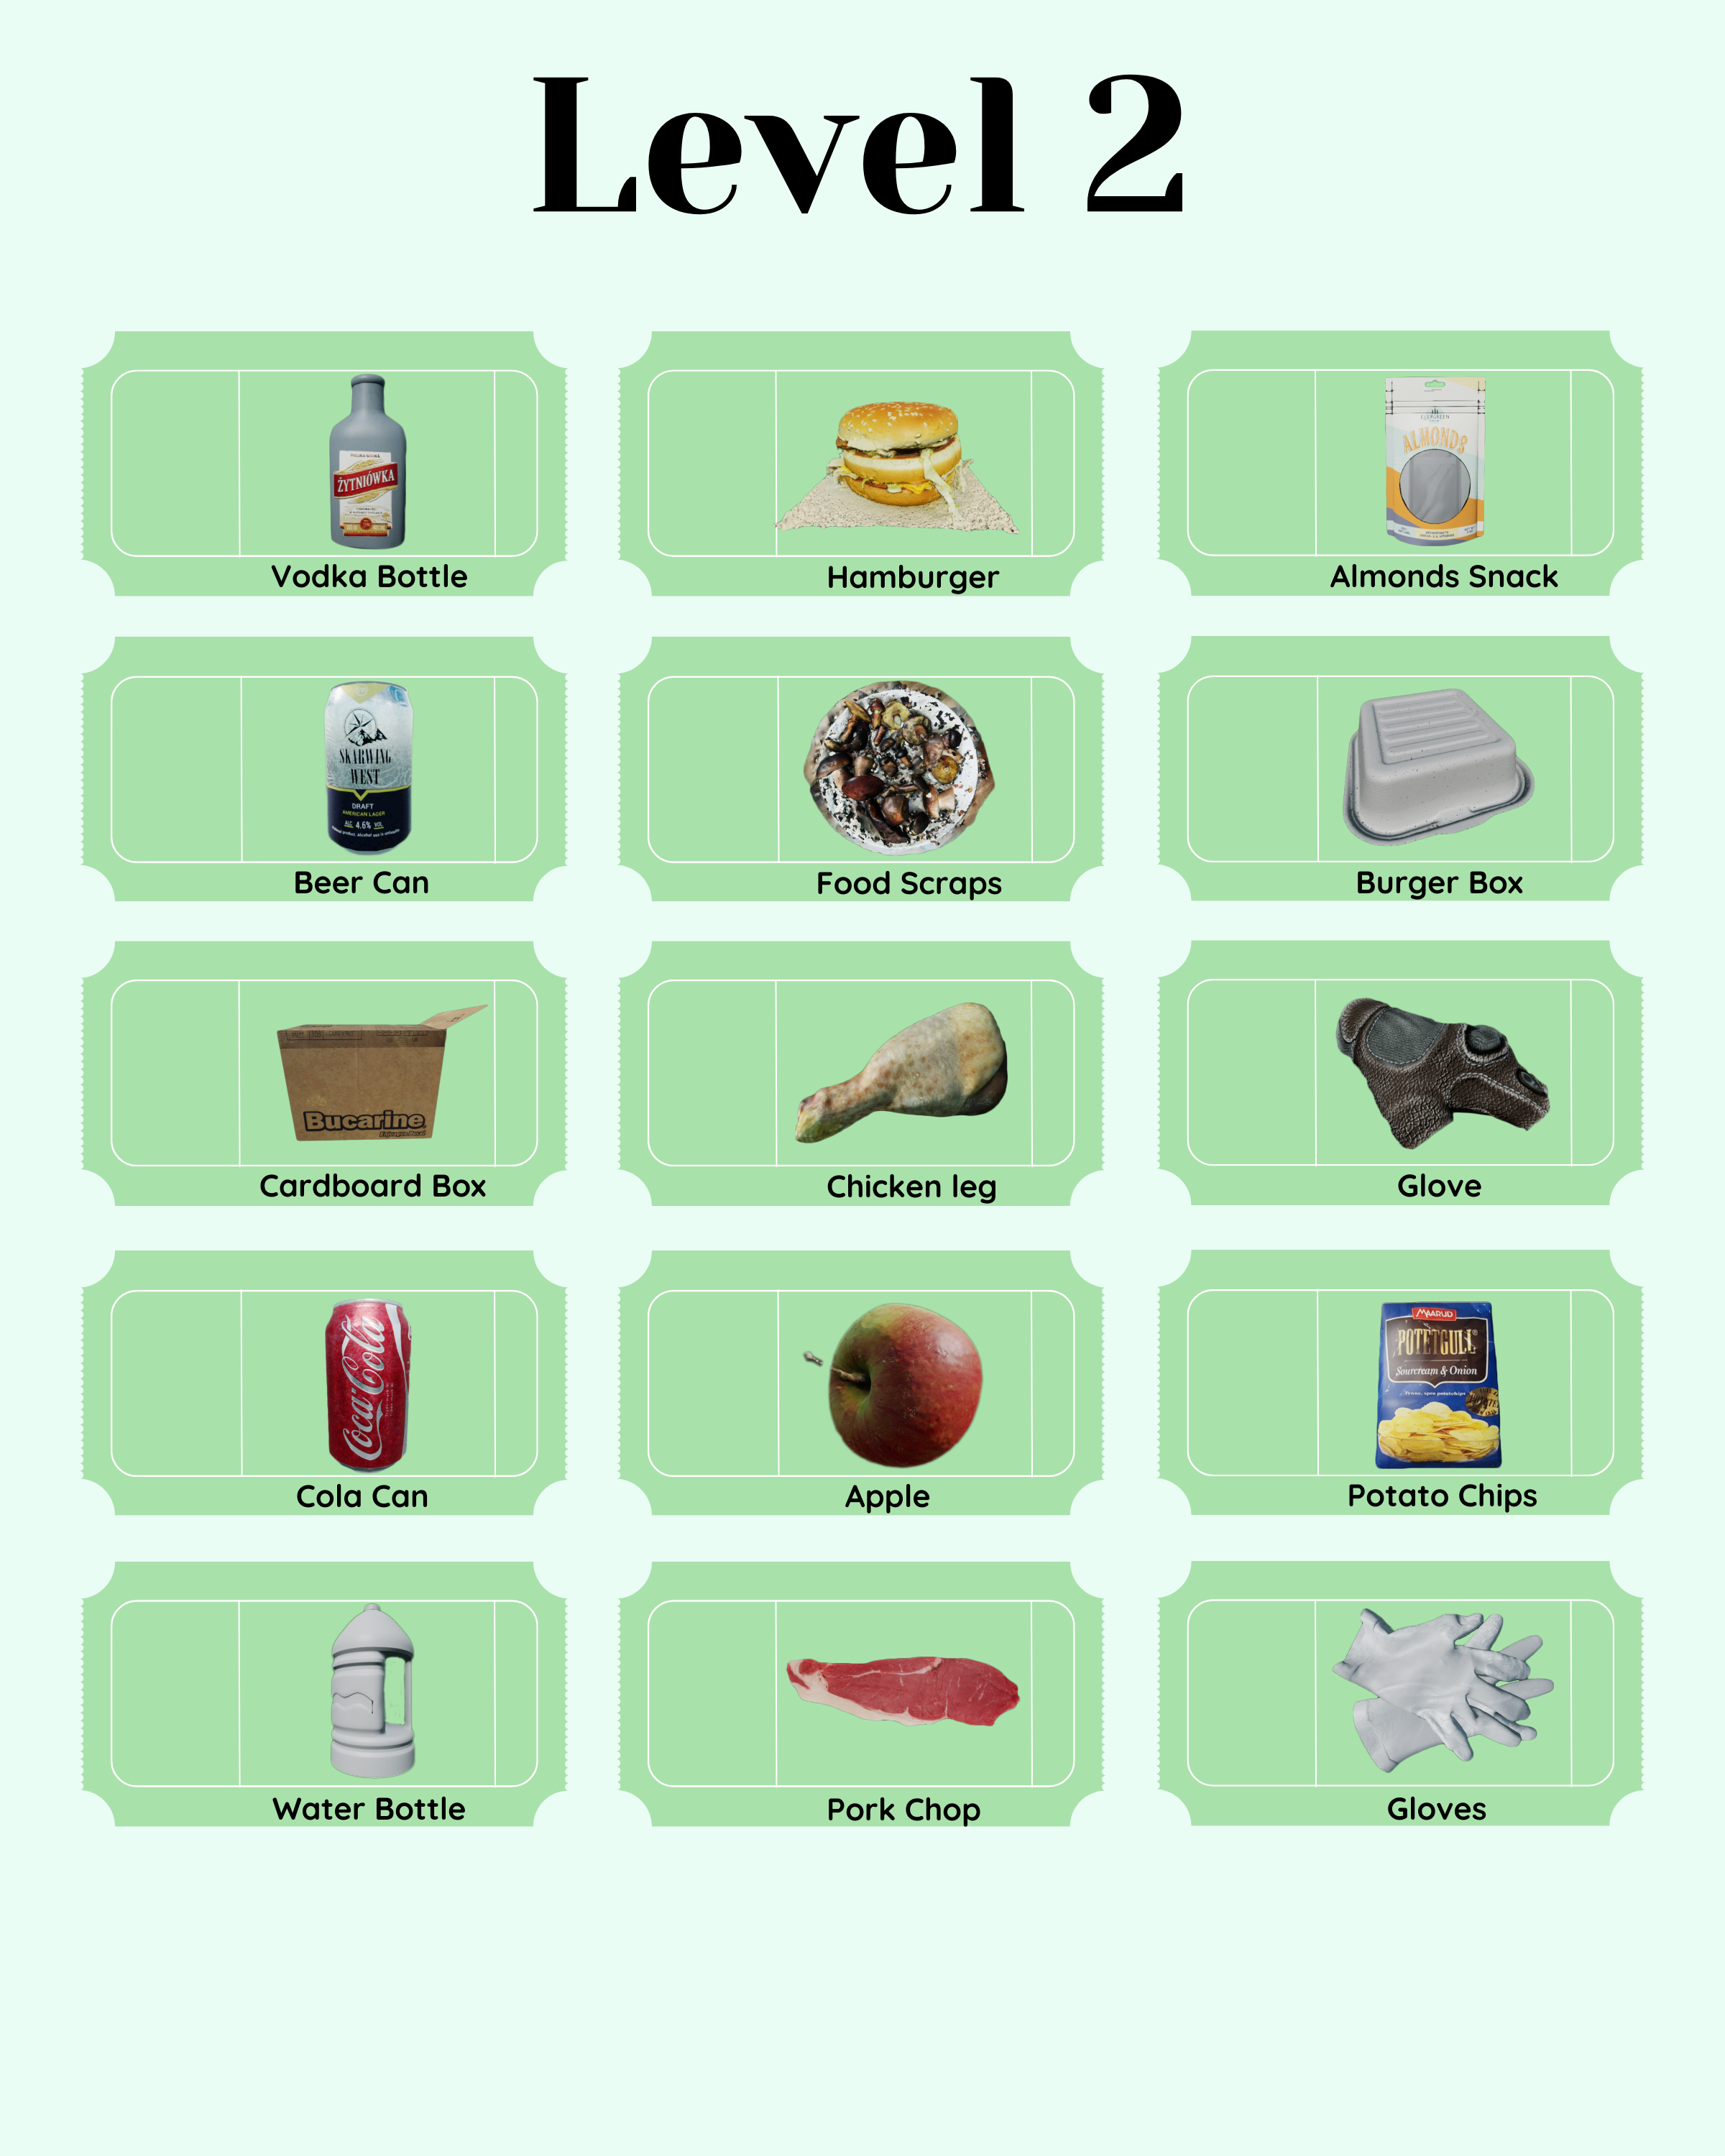 Level 2
ŻYTNIÓWKA
Vodka Bottle
Hamburger
EVERGREEN
ALMONDS
Almonds Snack
SKARWING
WEST
DRAFT
AMERICAN LAGER
ALC 4.6% VOL
Beer Can
Food Scraps
Burger Box
Bucarine
Cardboard Box
Chicken leg
Glove
Coca-Cola
Cola Can
Apple
MAARUD
POTETGULL®
Sourcream & Onion
Potato Chips
Water Bottle
Pork Chop
Gloves